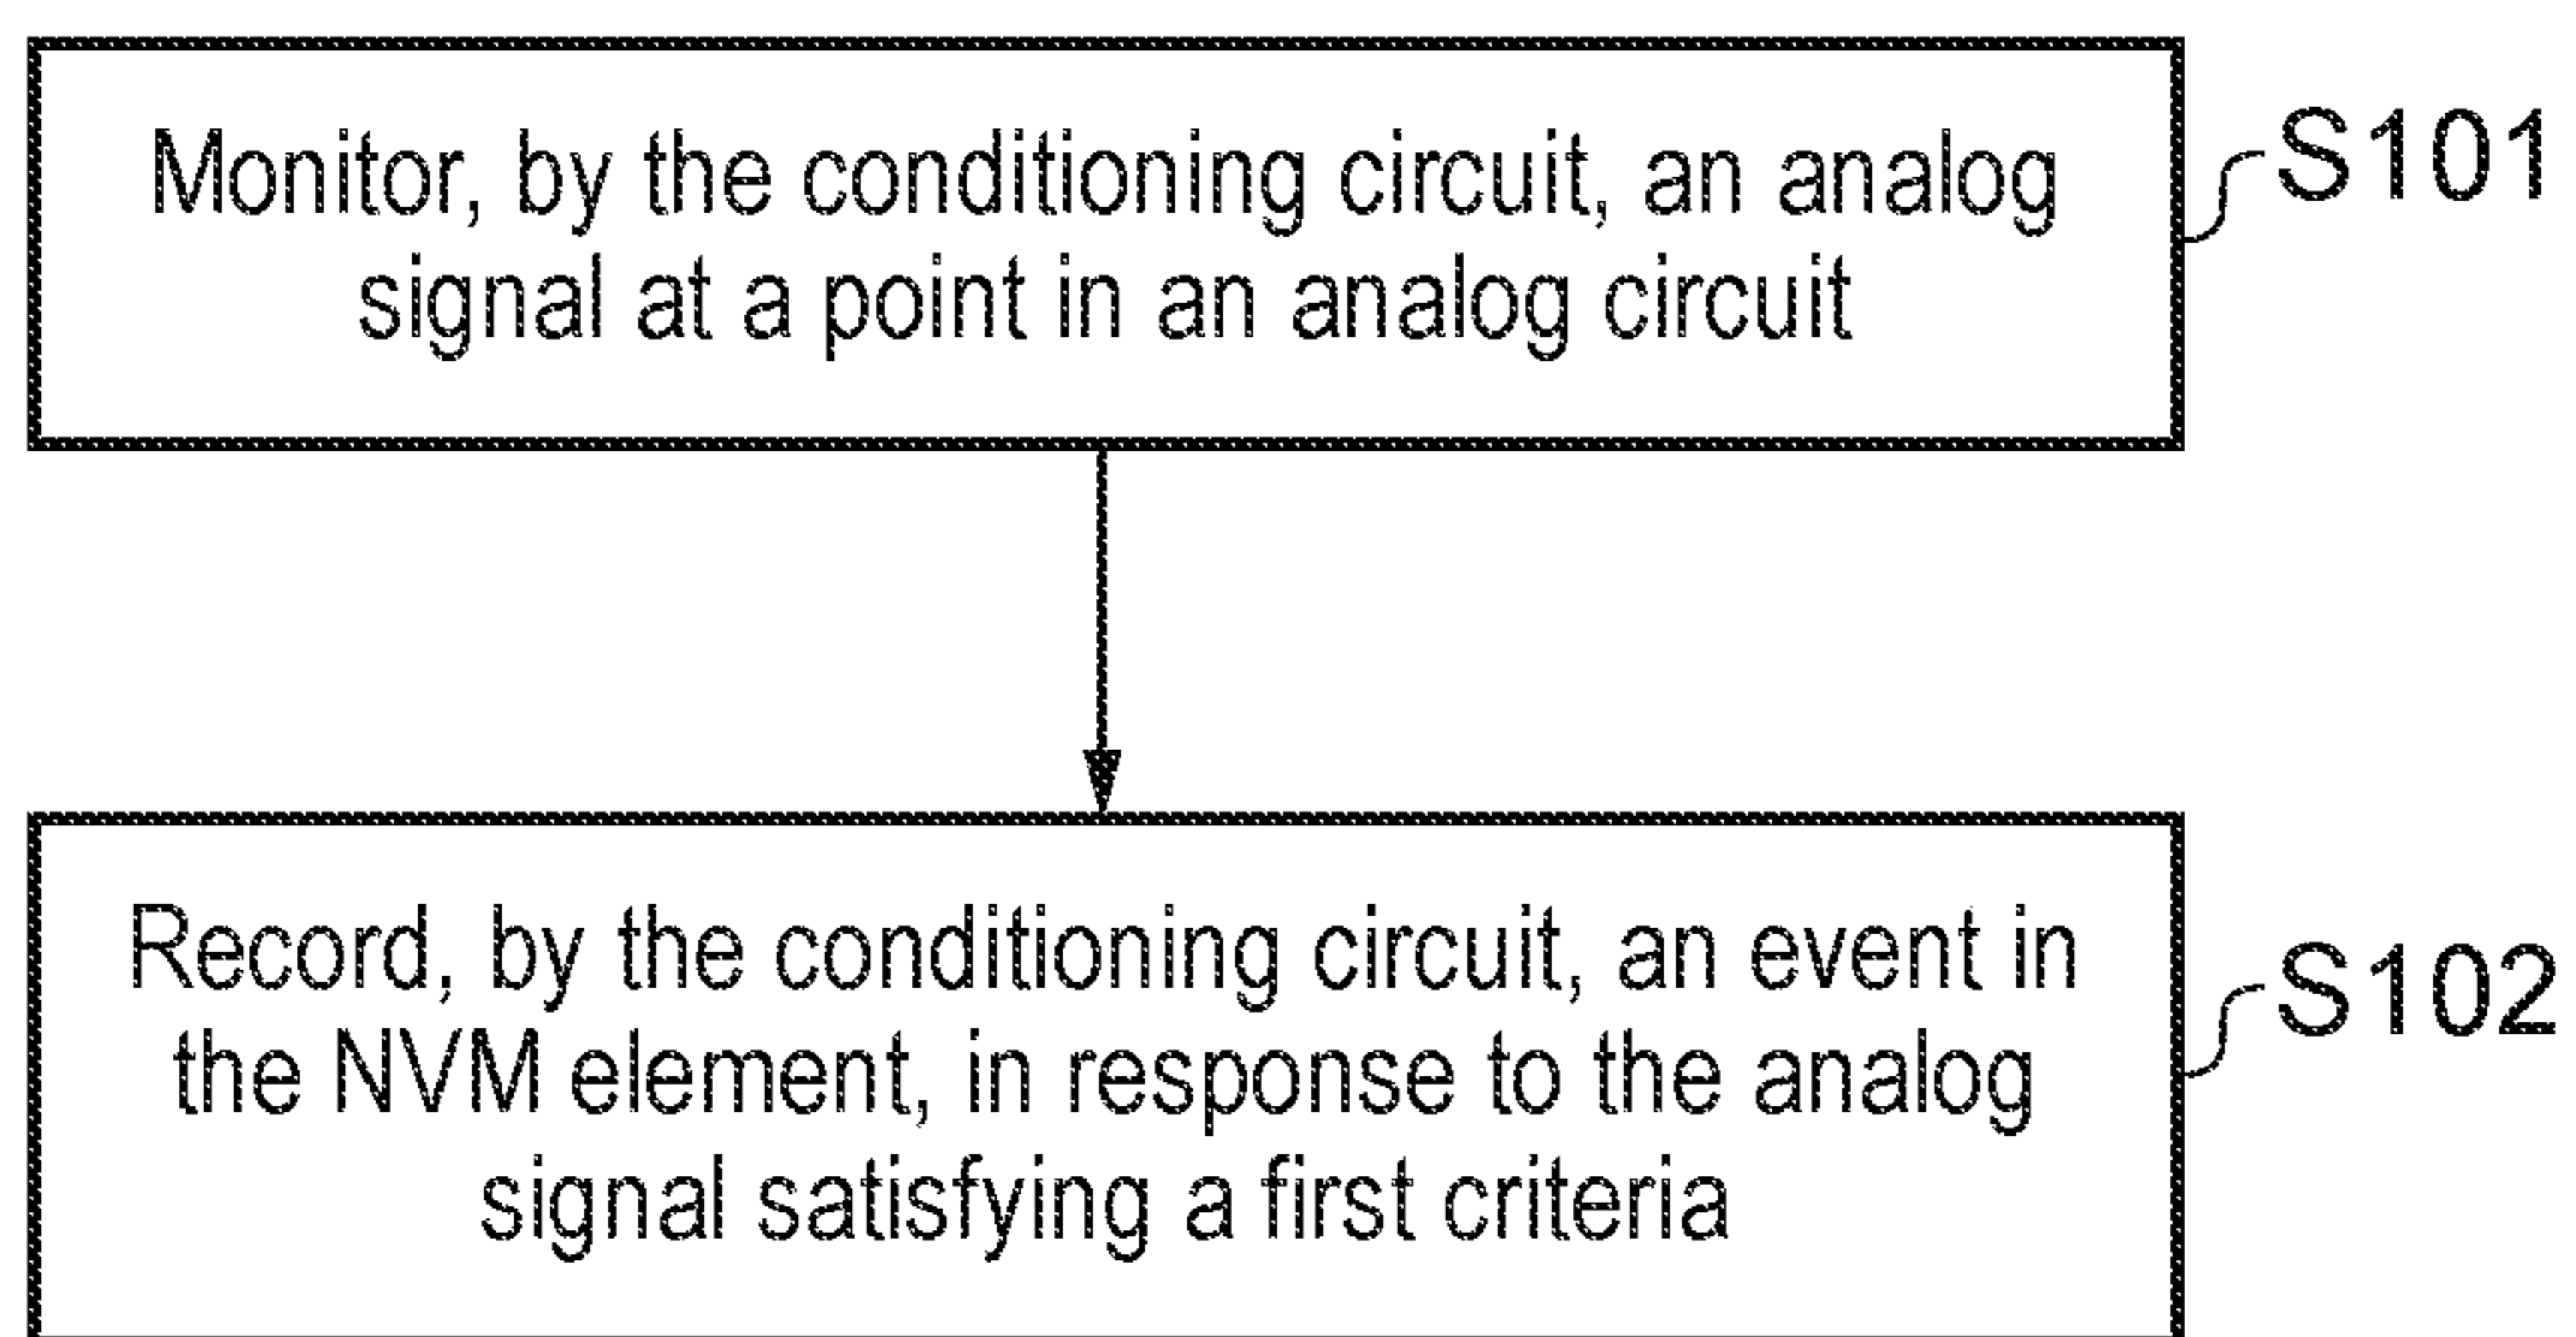 Monitor, by the conditioning circuit, an analog
signal at a point in an analog circuit
S101
Record, by the conditioning circuit, an event in
the NVM element, in response to the analog
signal satisfying a first criteria
S102